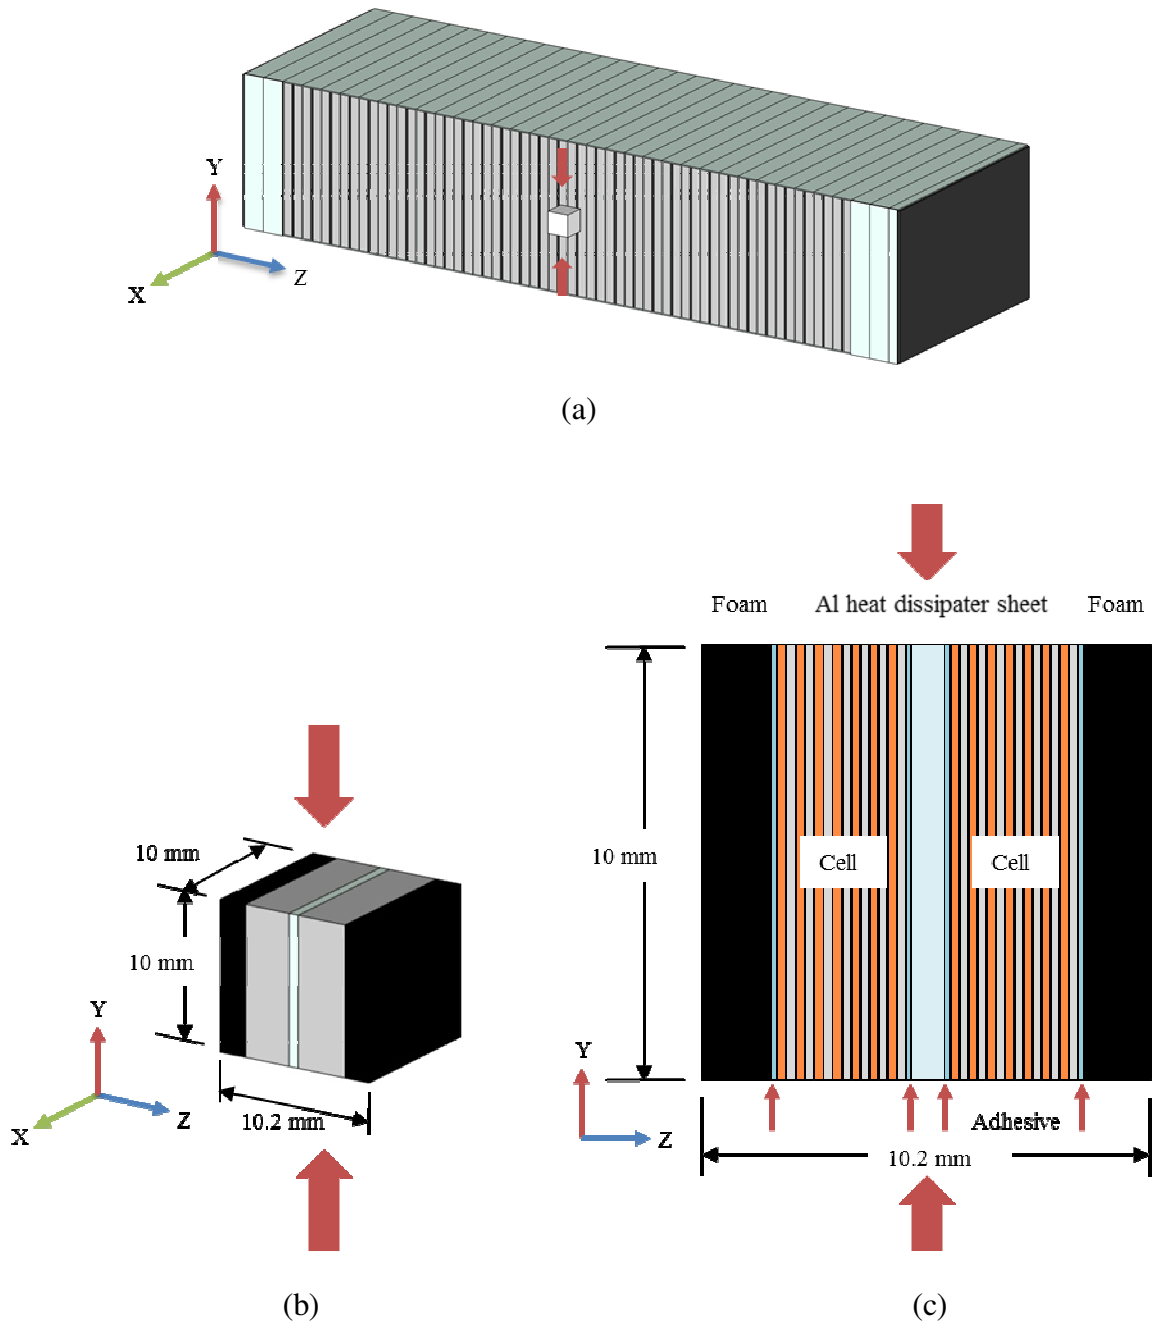 Y
X
Z
(a)
Foam Al heat dissipater sheet Foam
10 mm
10 mm
10 mm
Cell
Cell
Y
X
Z
10.2 mm
Y
Z
Adhesive
10.2 mm
(b)
(c)